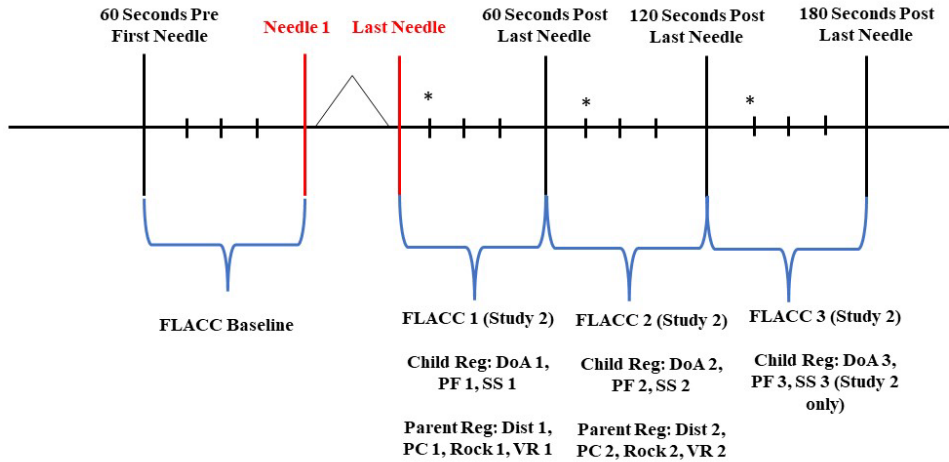 60 Seconds Pre
First Needle
Needle 1
Last Needle
60 Seconds Post
Last Needle
120 Seconds Post
Last Needle
180 Seconds Post
Last Needle
*
*
*
FLACC Baseline
FLACC 1 (Study 2)
Child Reg: DoA 1,
PF 1, SS 1
Parent Reg: Dist 1,
PC 1, Rock 1, VR 1
FLACC 2 (Study 2)
Child Reg: DoA 2,
PF 2, SS 2
Parent Reg: Dist 2,
PC 2, Rock 2, VR 2
FLACC 3 (Study 2)
Child Reg: DoA 3,
PF 3, SS 3 (Study 2
only)